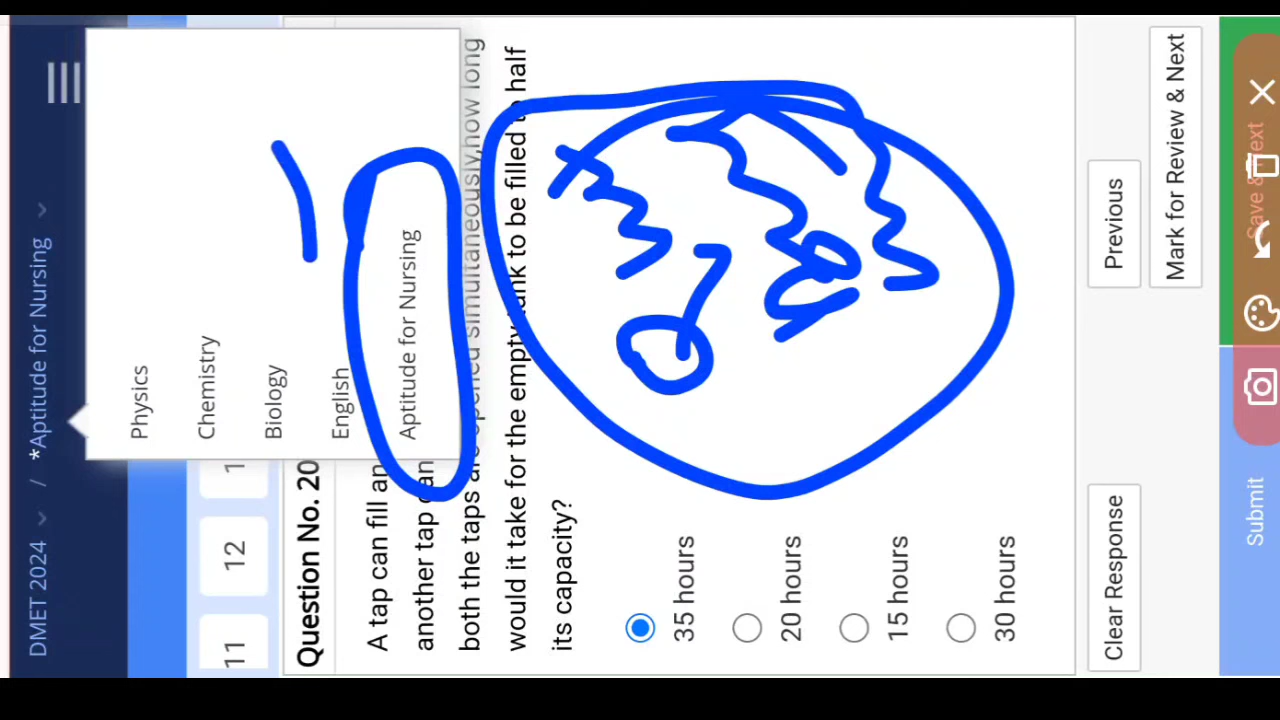 DMET 2024 / *Aptitude for Nursing
Physics
Chemistry
Biology
English
Aptitude for Nursing
11 12 1
Question No. 20
A tap can fill an
another tap can
both the taps are opened simultaneously,how long
would it take for the empty tank to be filled to half
its capacity?
35 hours
20 hours
15 hours
30 hours
Previous
Clear Response
Mark for Review & Next
Save & Next
Submit